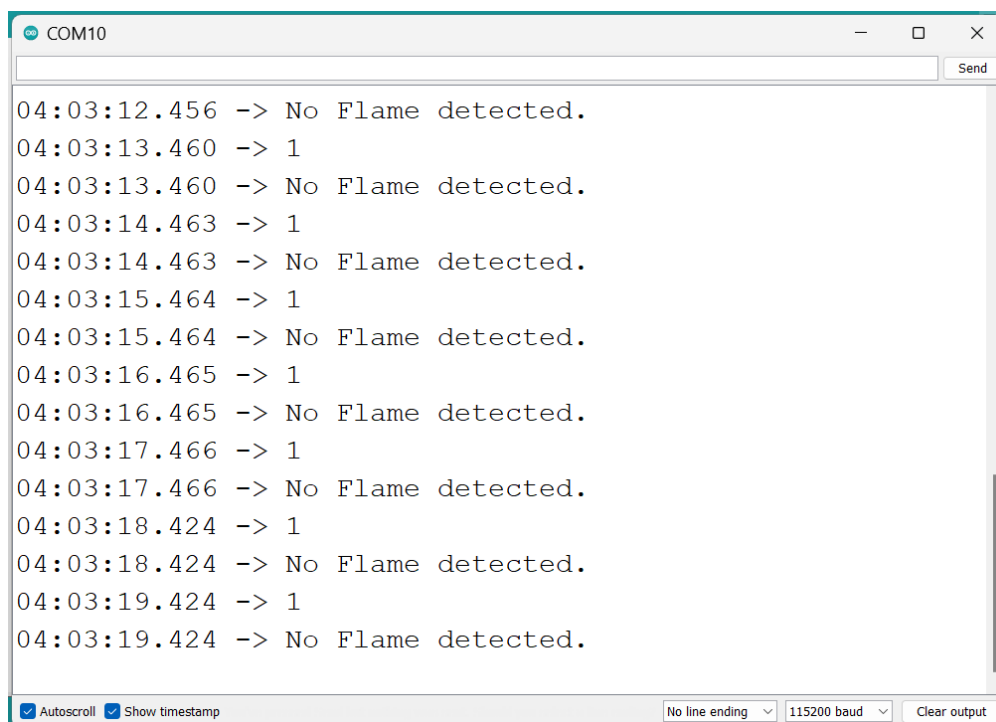 COM10
Send
04:03:12.456 -> No Flame detected.
04:03:13.460 -> 1
04:03:13.460 -> No Flame detected.
04:03:14.463 -> 1
04:03:14.463 -> No Flame detected.
04:03:15.464 -> 1
04:03:15.464 -> No Flame detected.
04:03:16.465 -> 1
04:03:16.465 -> No Flame detected.
04:03:17.466 -> 1
04:03:17.466 -> No Flame detected.
04:03:18.424 -> 1
04:03:18.424 -> No Flame detected.
04:03:19.424 -> 1
04:03:19.424 -> No Flame detected.
Autoscroll Show timestamp No line ending 115200 baud Clear output